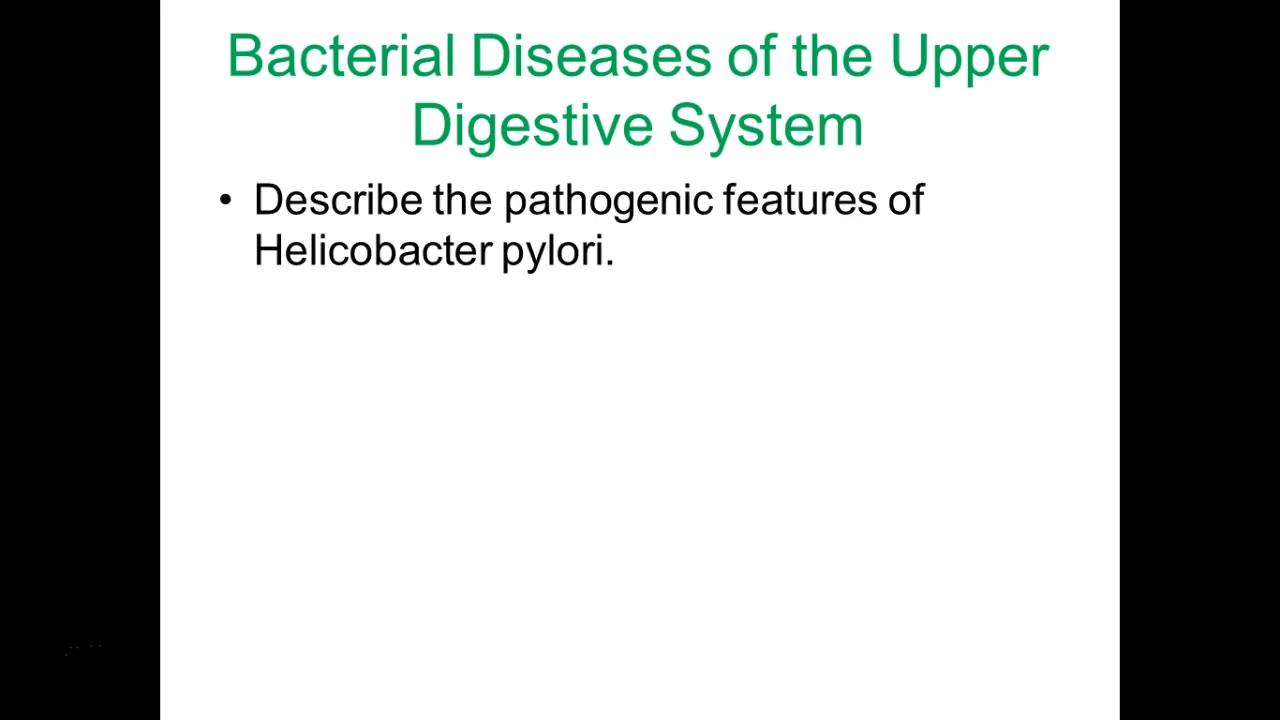 Bacterial Diseases of the Upper
Digestive System
• Describe the pathogenic features of
Helicobacter pylori.